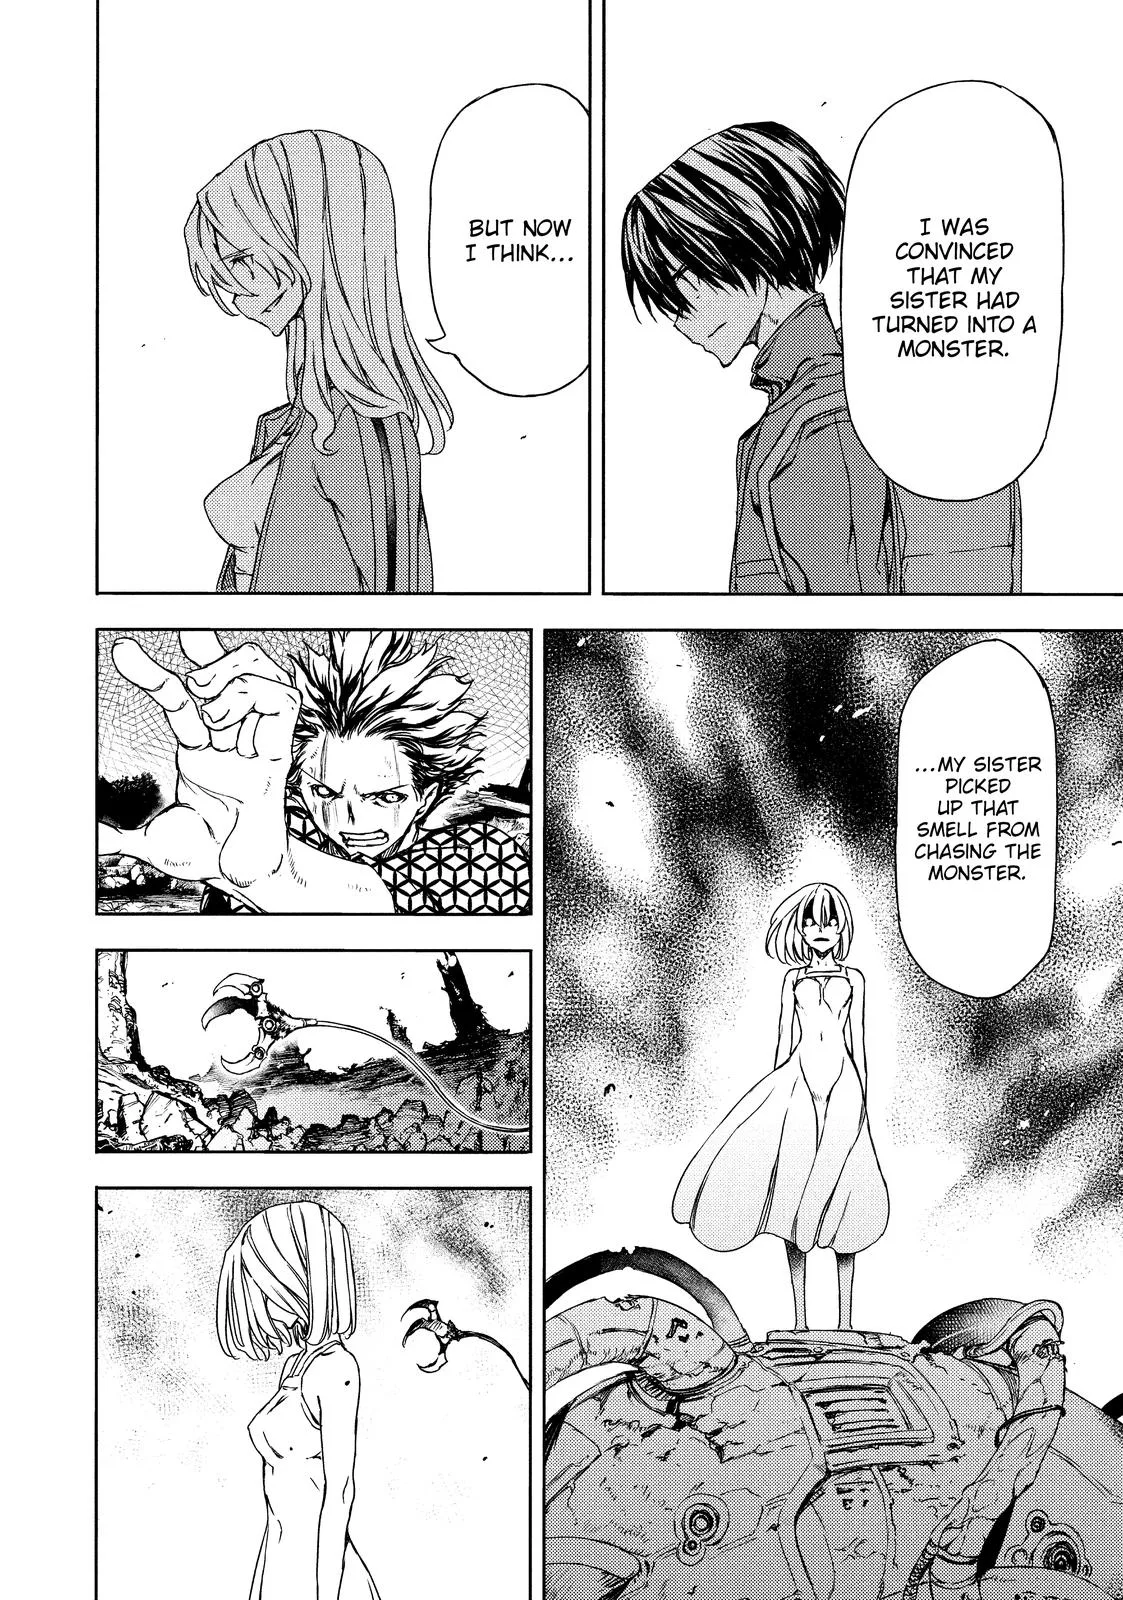 I WAS
CONVINCED
THAT MY
SISTER HAD
TURNED INTO A
MONSTER.
BUT NOW
I THINK...
...MY SISTER
PICKED
UP THAT
SMELL FROM
CHASING THE
MONSTER.